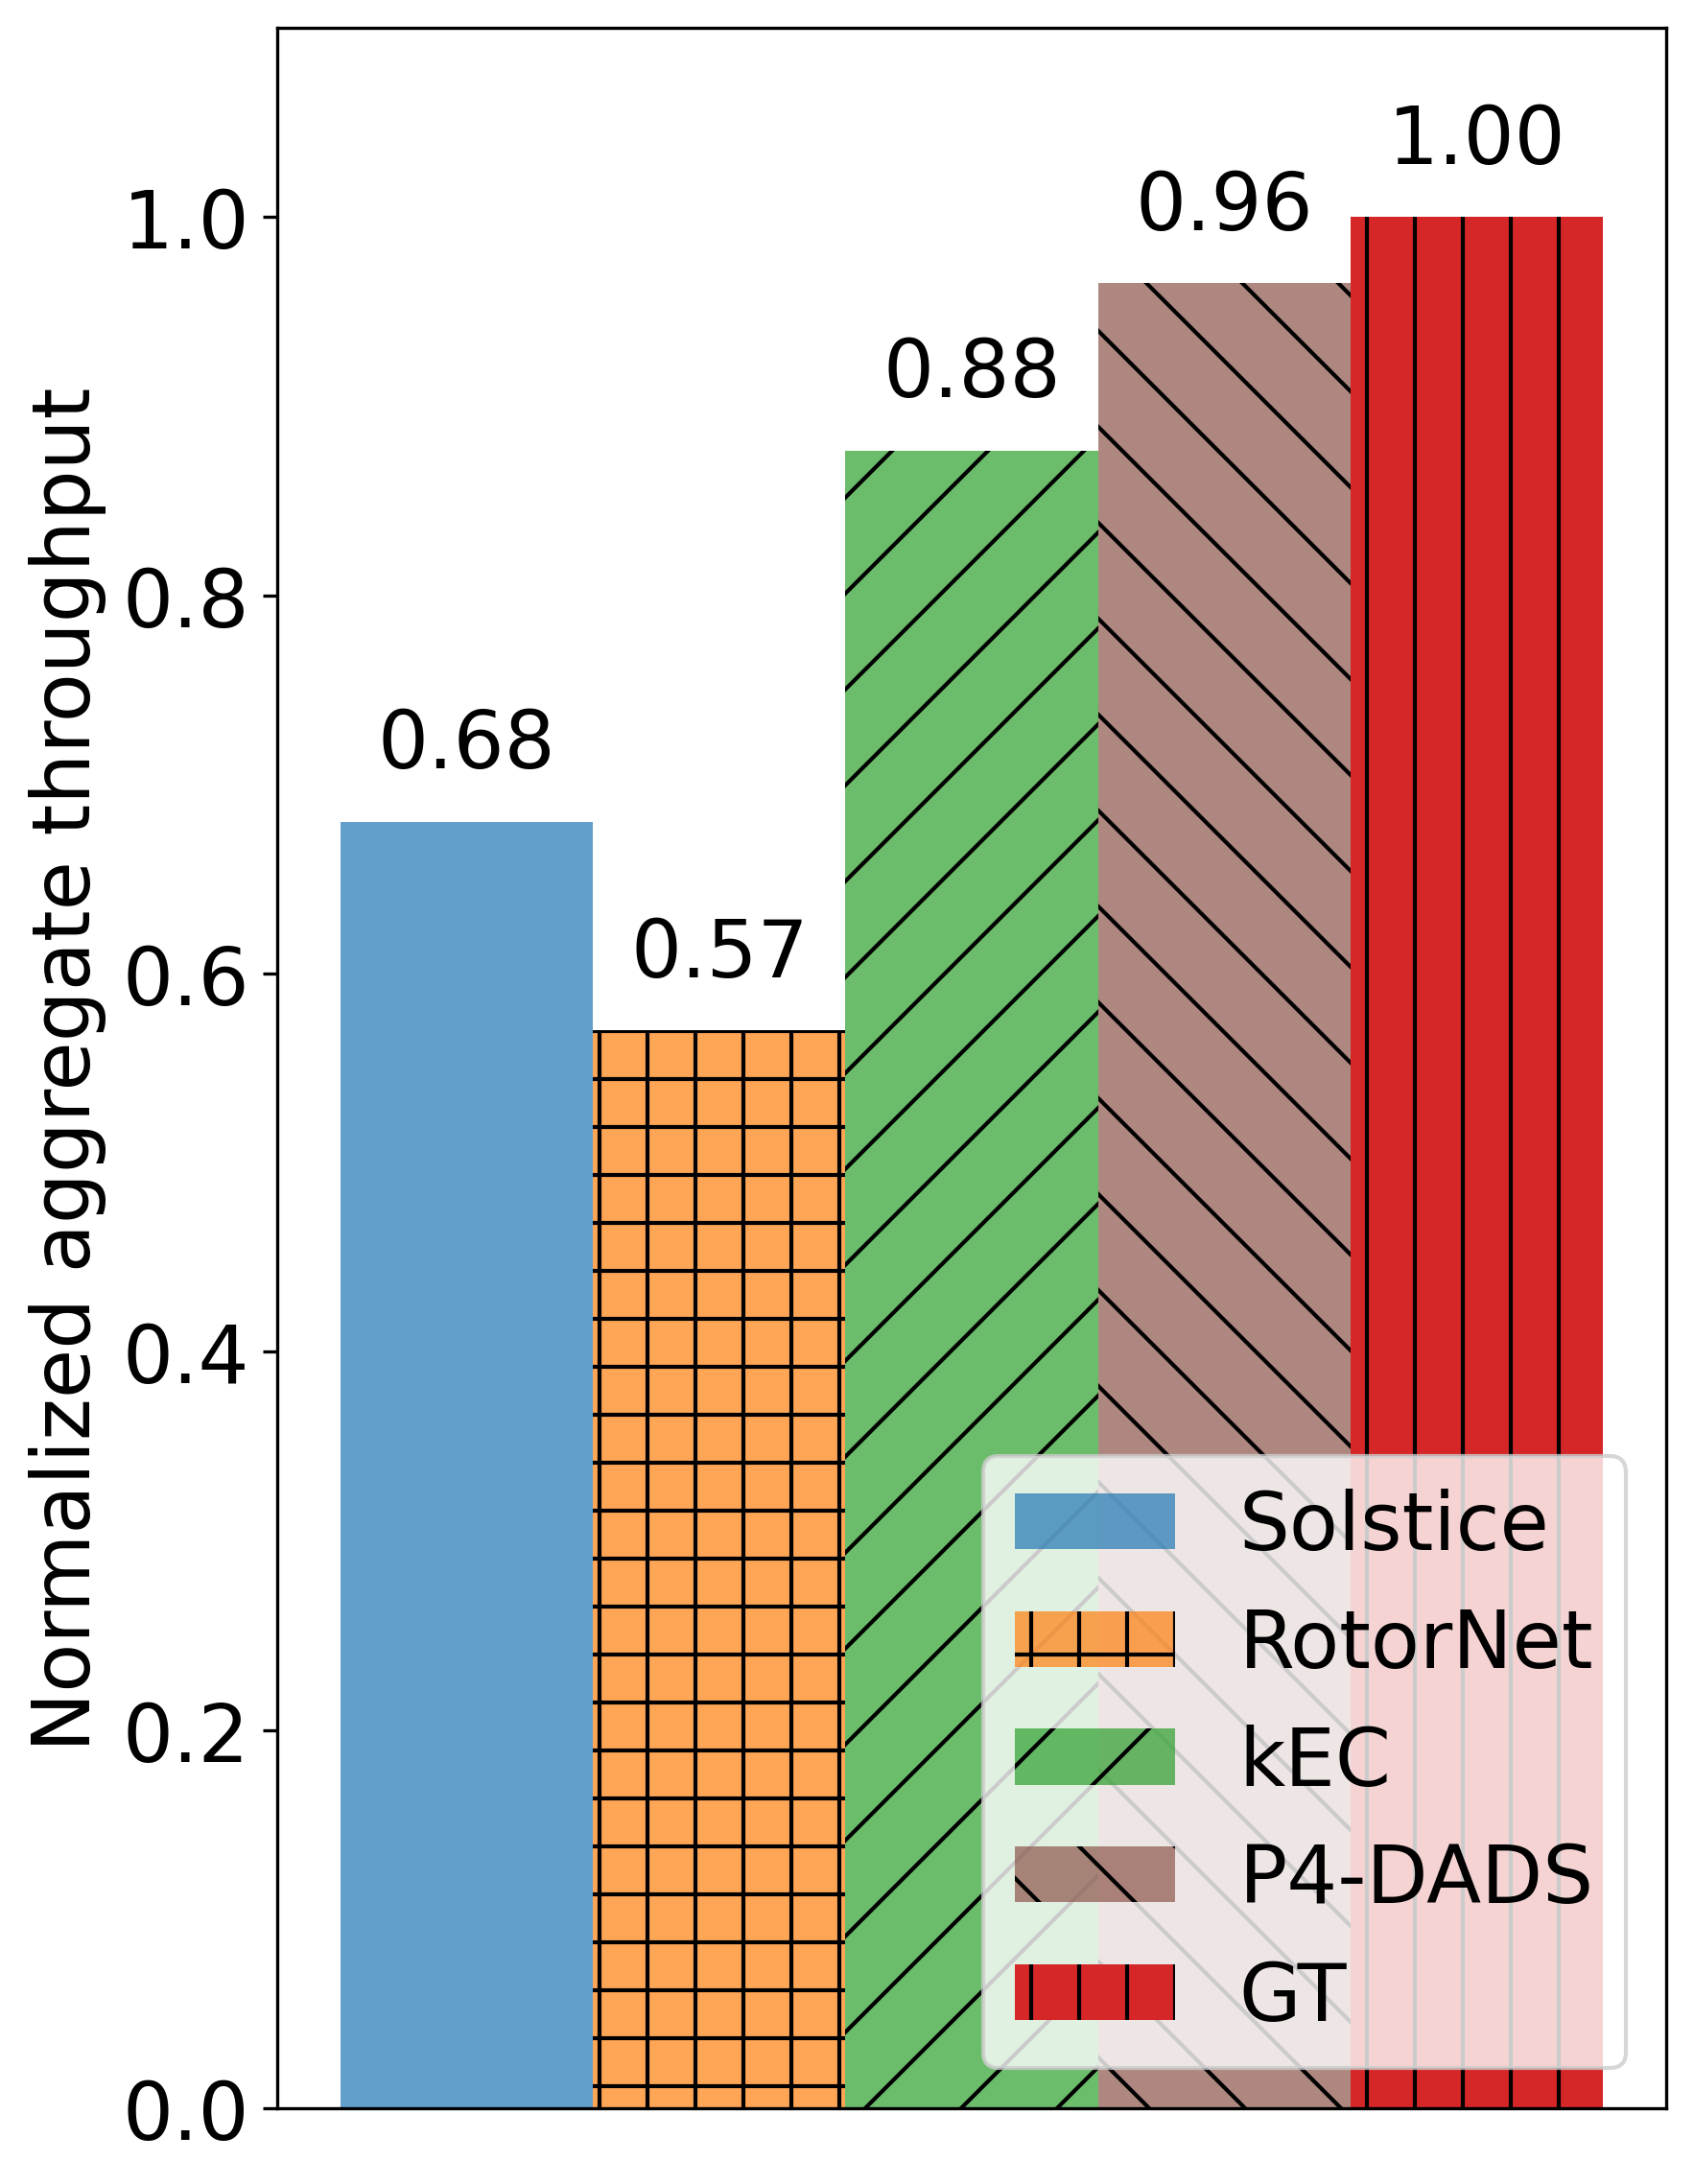 Normalized aggregate throughput
1.0
0.8
0.6
0.4
0.2
0.0
0.68
0.57
0.88
0.96
1.00
Solstice
RotorNet
kEC
P4-DADS
GT